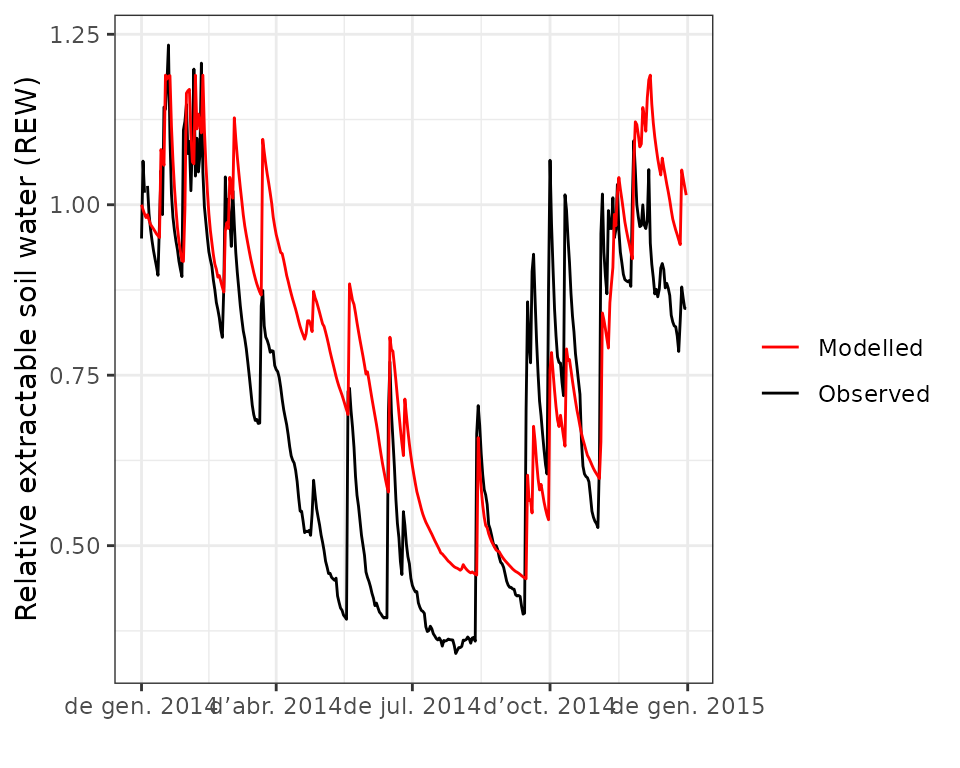 Relative extractable soil water (REW)
1.25
1.00
0.75
0.50
de gen. 2014
d’abr. 2014
de jul. 2014
d’oct. 2014
de gen. 2015
Modelled
Observed